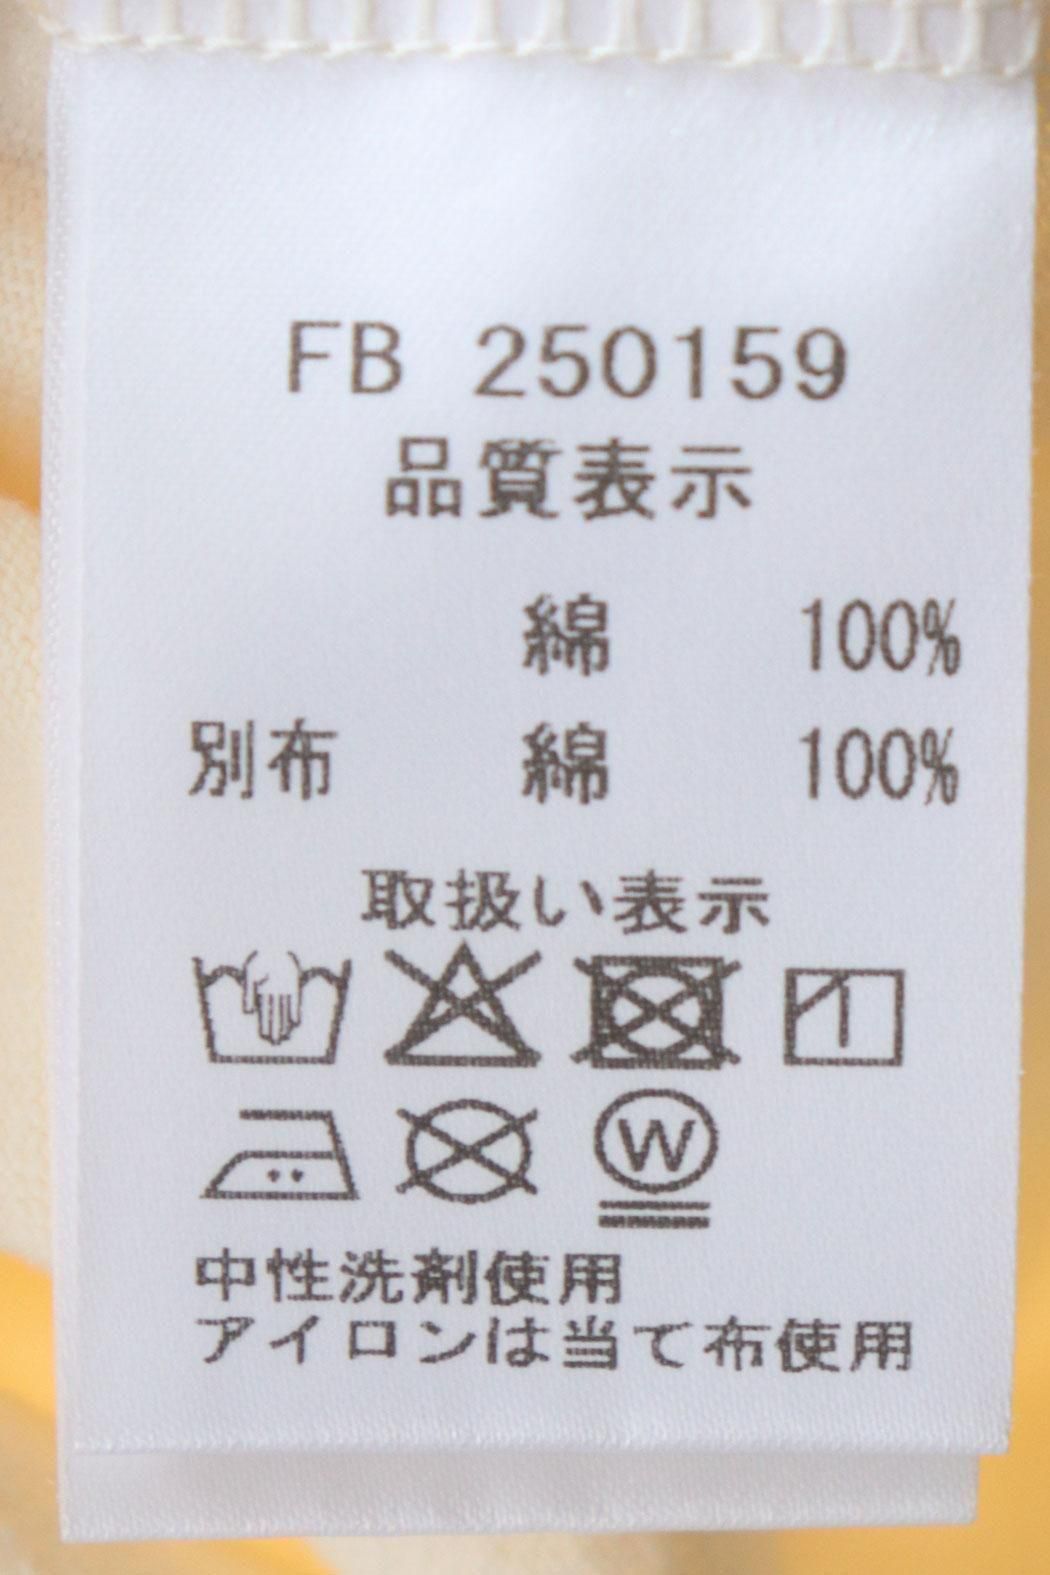 FB 250159
品質表示
綿 100%
別布 綿 100%
取扱い表示
W
中性洗剤使用
アイロンは当て布使用